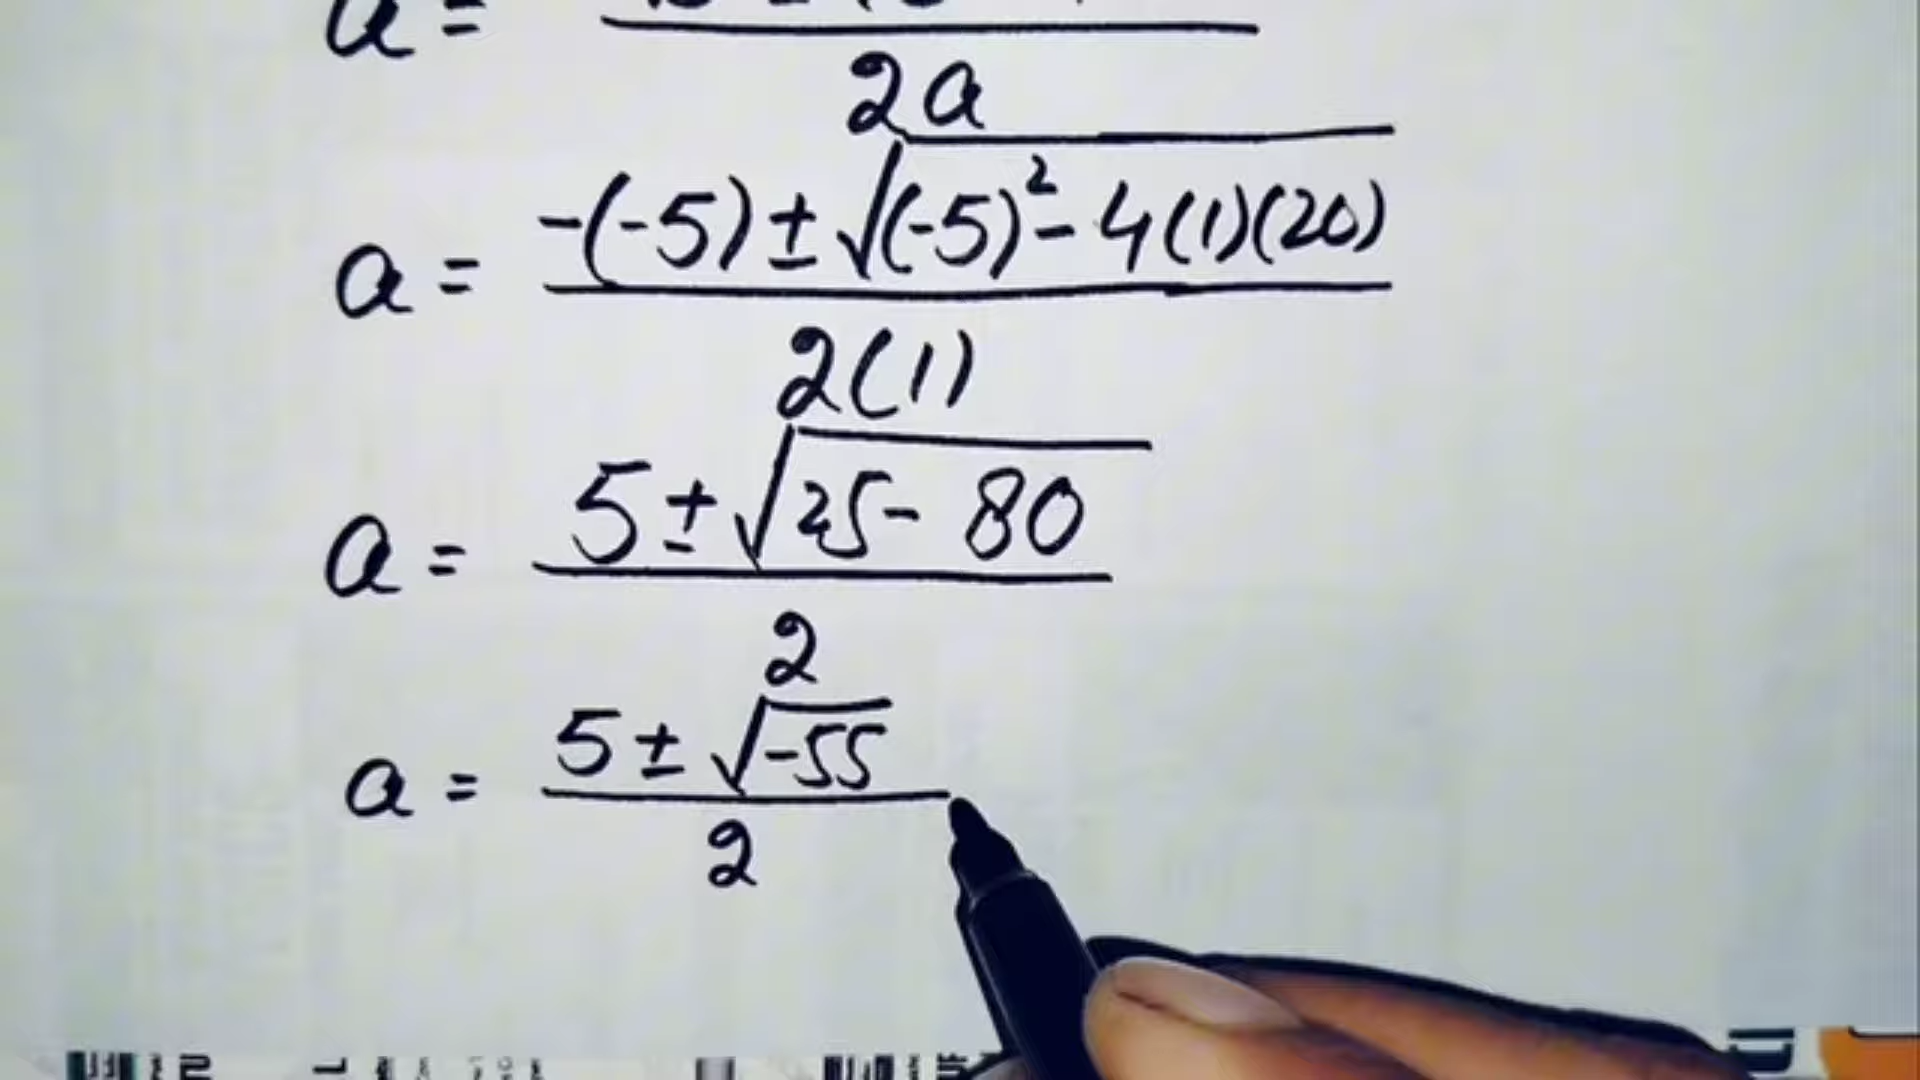 a =
2a
a = -(-5) ± √(-5)² - 4(1)(20)
2(1)
a = 5 ± √25 - 80
2
a = 5 ± √-55
2